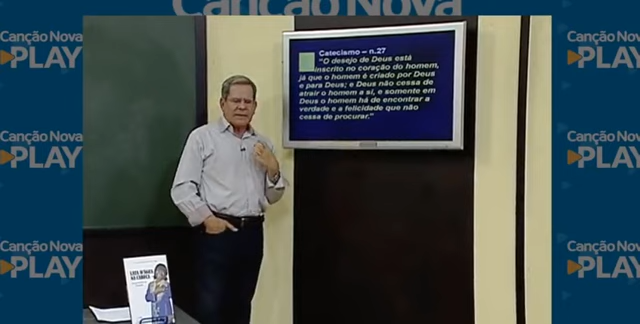 Canção Nova
Canção Nova
PLAY
Canção Nova
PLAY
Canção Nova
PLAY
Catecismo – n.27
"O desejo de Deus está
inscrito no coração do homem,
já que o homem é criado por Deus
e para Deus; e Deus não cessa de
atrair o homem a si, e somente em
Deus o homem há de encontrar a
verdade e a felicidade que não
cessa de procurar."
Canção Nova
PLAY
Canção Nova
PLAY
Canção Nova
PLAY